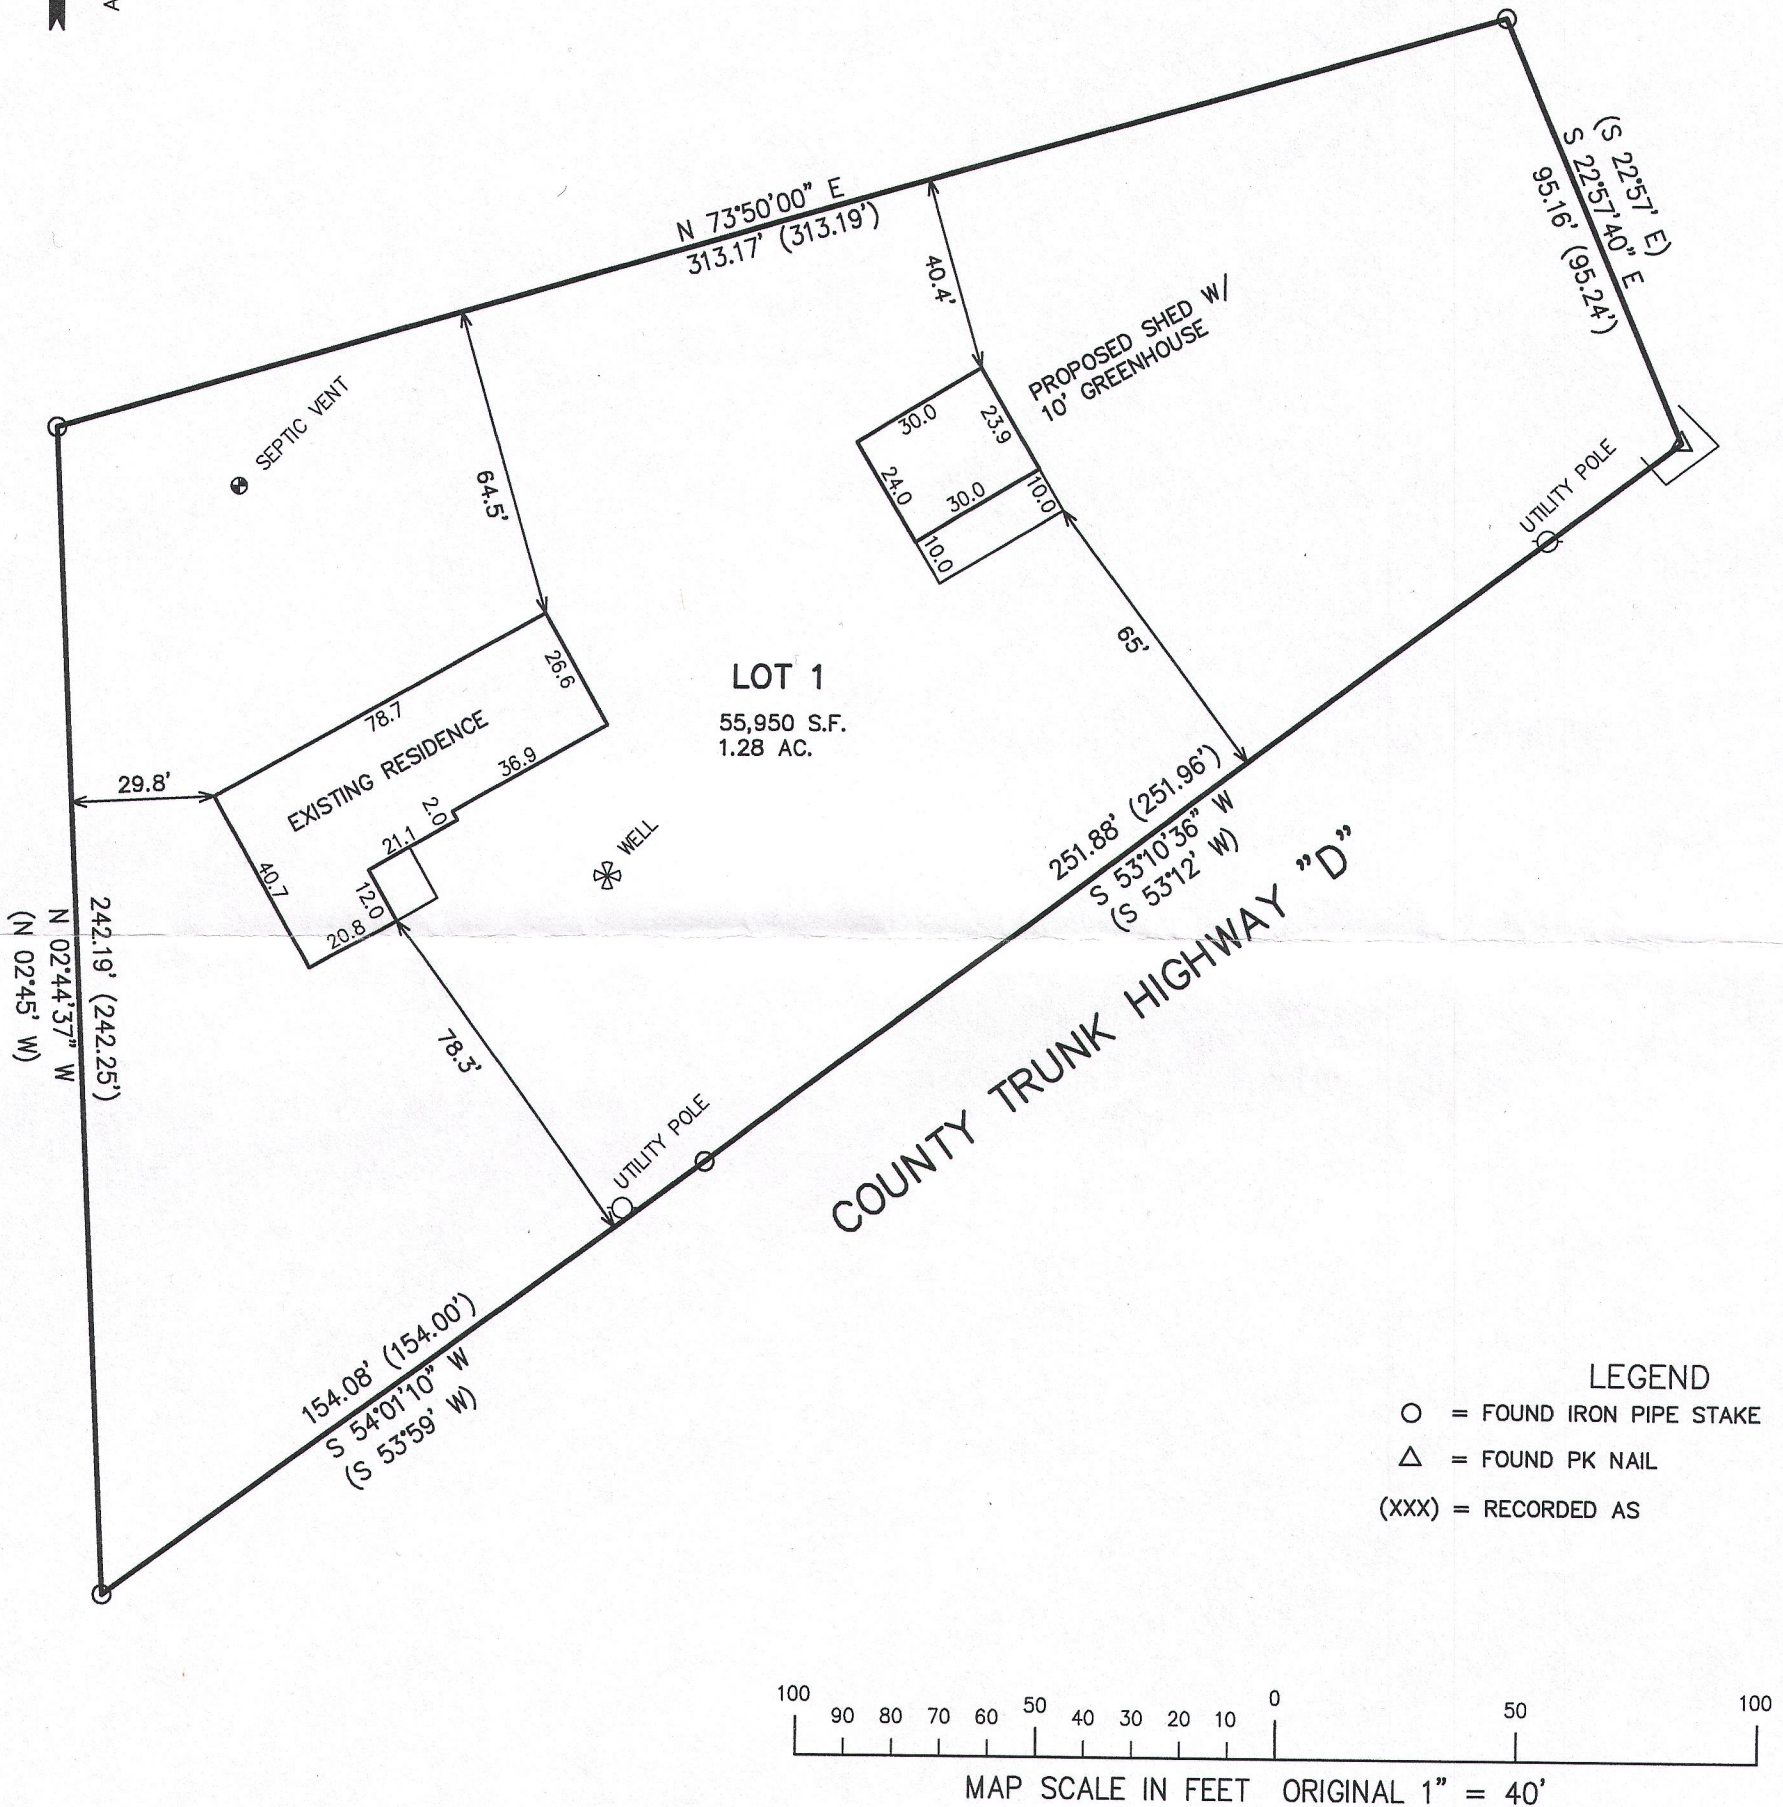 A
N 73°50'00" E
313.17' (313.19')
(S 22°57' E)
S 22°57'40" E
95.16' (95.24')
40.4'
PROPOSED SHED W/
10' GREENHOUSE
SEPTIC VENT
30.0
23.9
24.0
30.0
10.0
10.0
64.5'
UTILITY POLE
65'
LOT 1
55,950 S.F.
1.28 AC.
26.6
78.7
EXISTING RESIDENCE
36.9
29.8'
2.0
21.1
40.7
12.0
20.8
WELL
251.88' (251.96')
S 53°10'36" W
(S 53°12' W)
COUNTY TRUNK HIGHWAY "D"
242.19' (242.25')
N 02°44'37" W
(N 02°45' W)
78.3'
UTILITY POLE
154.08' (154.00')
S 54°01'10" W
(S 53°59' W)
LEGEND
= FOUND IRON PIPE STAKE
= FOUND PK NAIL
(XXX) = RECORDED AS
100 90 80 70 60 50 40 30 20 10 0 50 100
MAP SCALE IN FEET ORIGINAL 1" = 40'